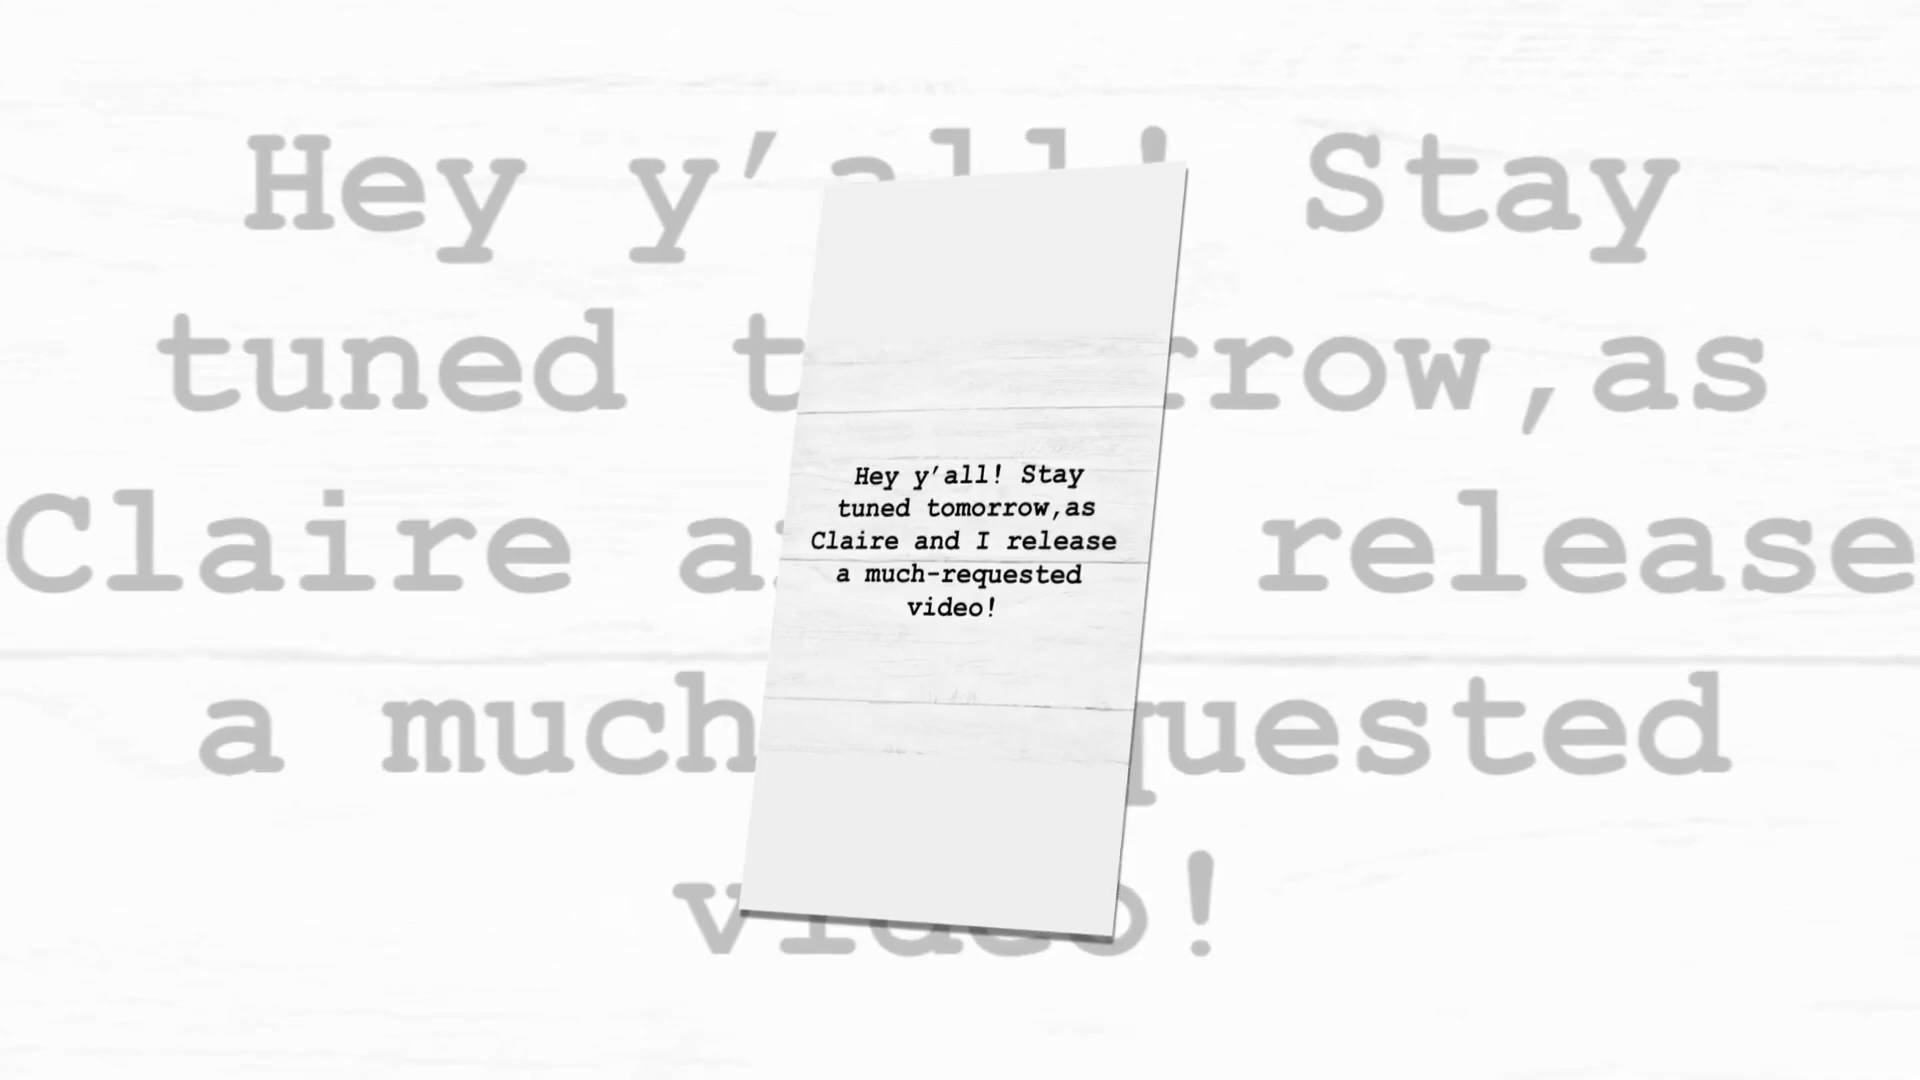 Hey y’all! Stay
tuned tomorrow,as
Claire and I release
a much-requested
video!